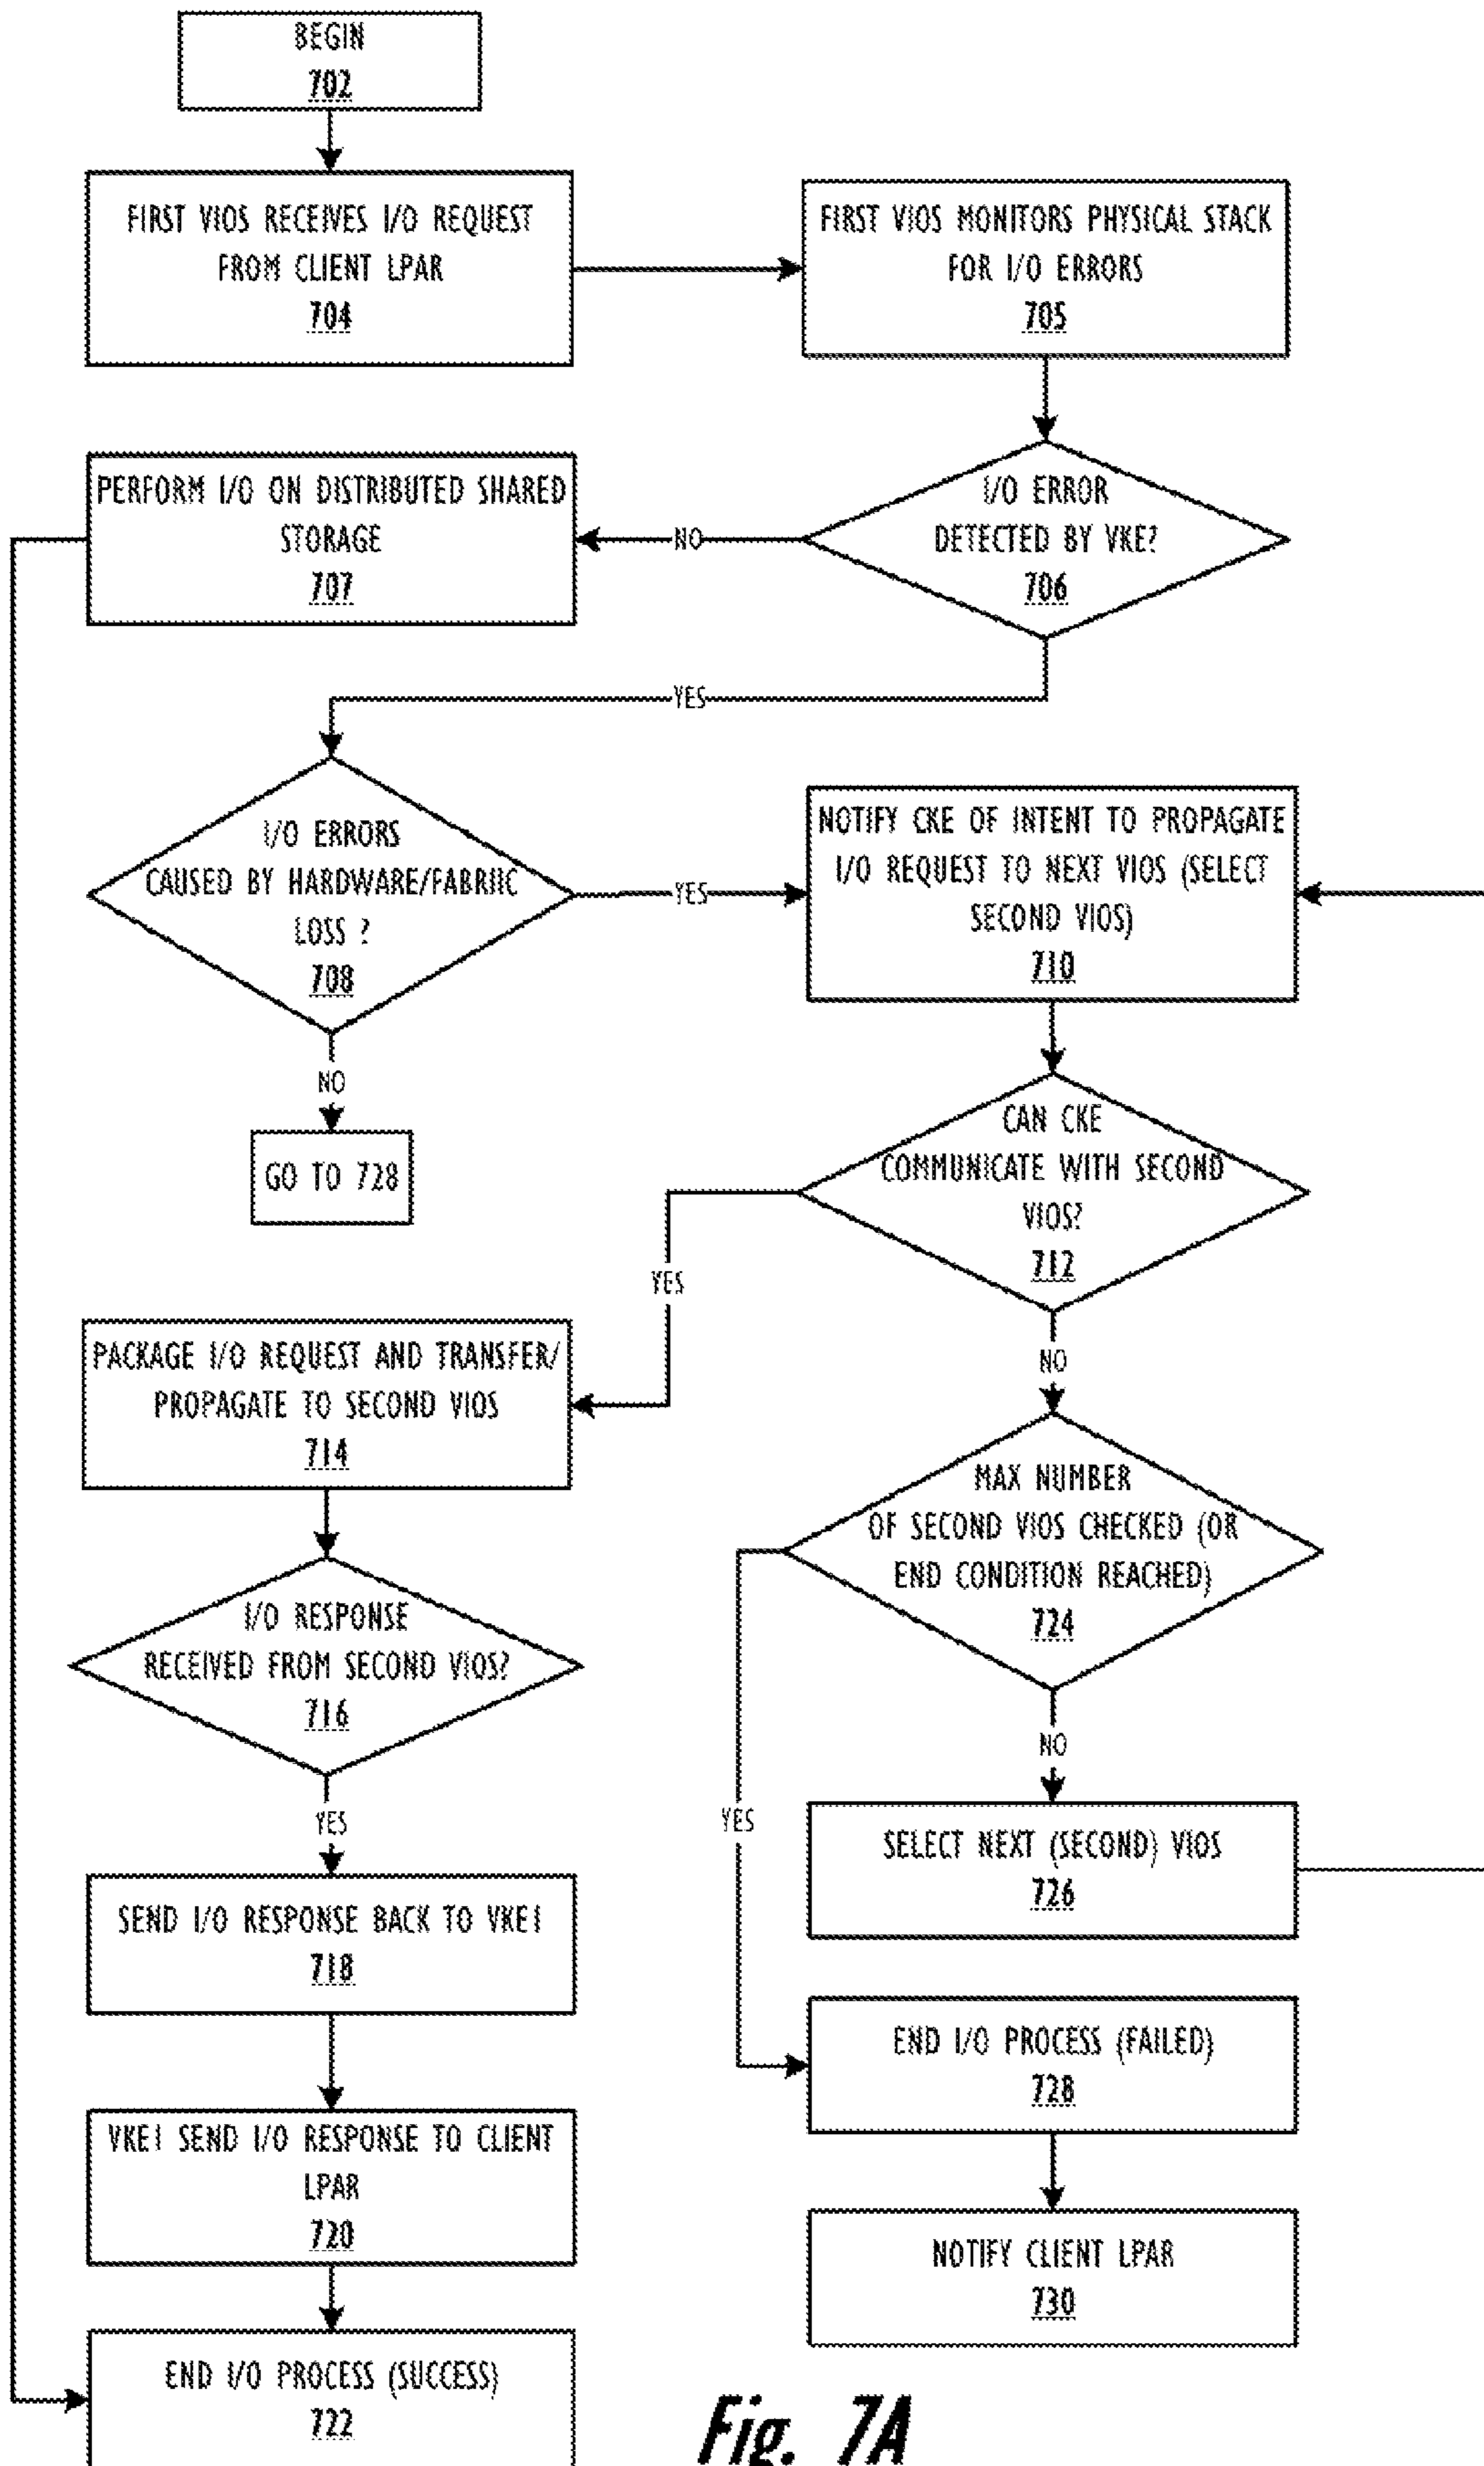 BEGIN
702
FIRST VIOS RECEIVES I/O REQUEST
FROM CLIENT LPAR
704
FIRST VIOS MONITORS PHYSICAL STACK
FOR I/O ERRORS
705
I/O ERROR
DETECTED BY VKE?
706
NO
PERFORM I/O ON DISTRIBUTED SHARED
STORAGE
707
YES
I/O ERRORS
CAUSED BY HARDWARE/FABRIIC
LOSS ?
708
YES
NO
GO TO 728
NOTIFY CKE OF INTENT TO PROPAGATE
I/O REQUEST TO NEXT VIOS (SELECT
SECOND VIOS)
710
CAN CKE
COMMUNICATE WITH SECOND
VIOS?
712
YES
NO
PACKAGE I/O REQUEST AND TRANSFER/
PROPAGATE TO SECOND VIOS
714
I/O RESPONSE
RECEIVED FROM SECOND VIOS?
716
YES
SEND I/O RESPONSE BACK TO VKE1
718
VKE1 SEND I/O RESPONSE TO CLIENT
LPAR
720
END I/O PROCESS (SUCCESS)
722
MAX NUMBER
OF SECOND VIOS CHECKED (OR
END CONDITION REACHED)
724
NO
YES
SELECT NEXT (SECOND) VIOS
726
END I/O PROCESS (FAILED)
728
NOTIFY CLIENT LPAR
730
Fig. 7A